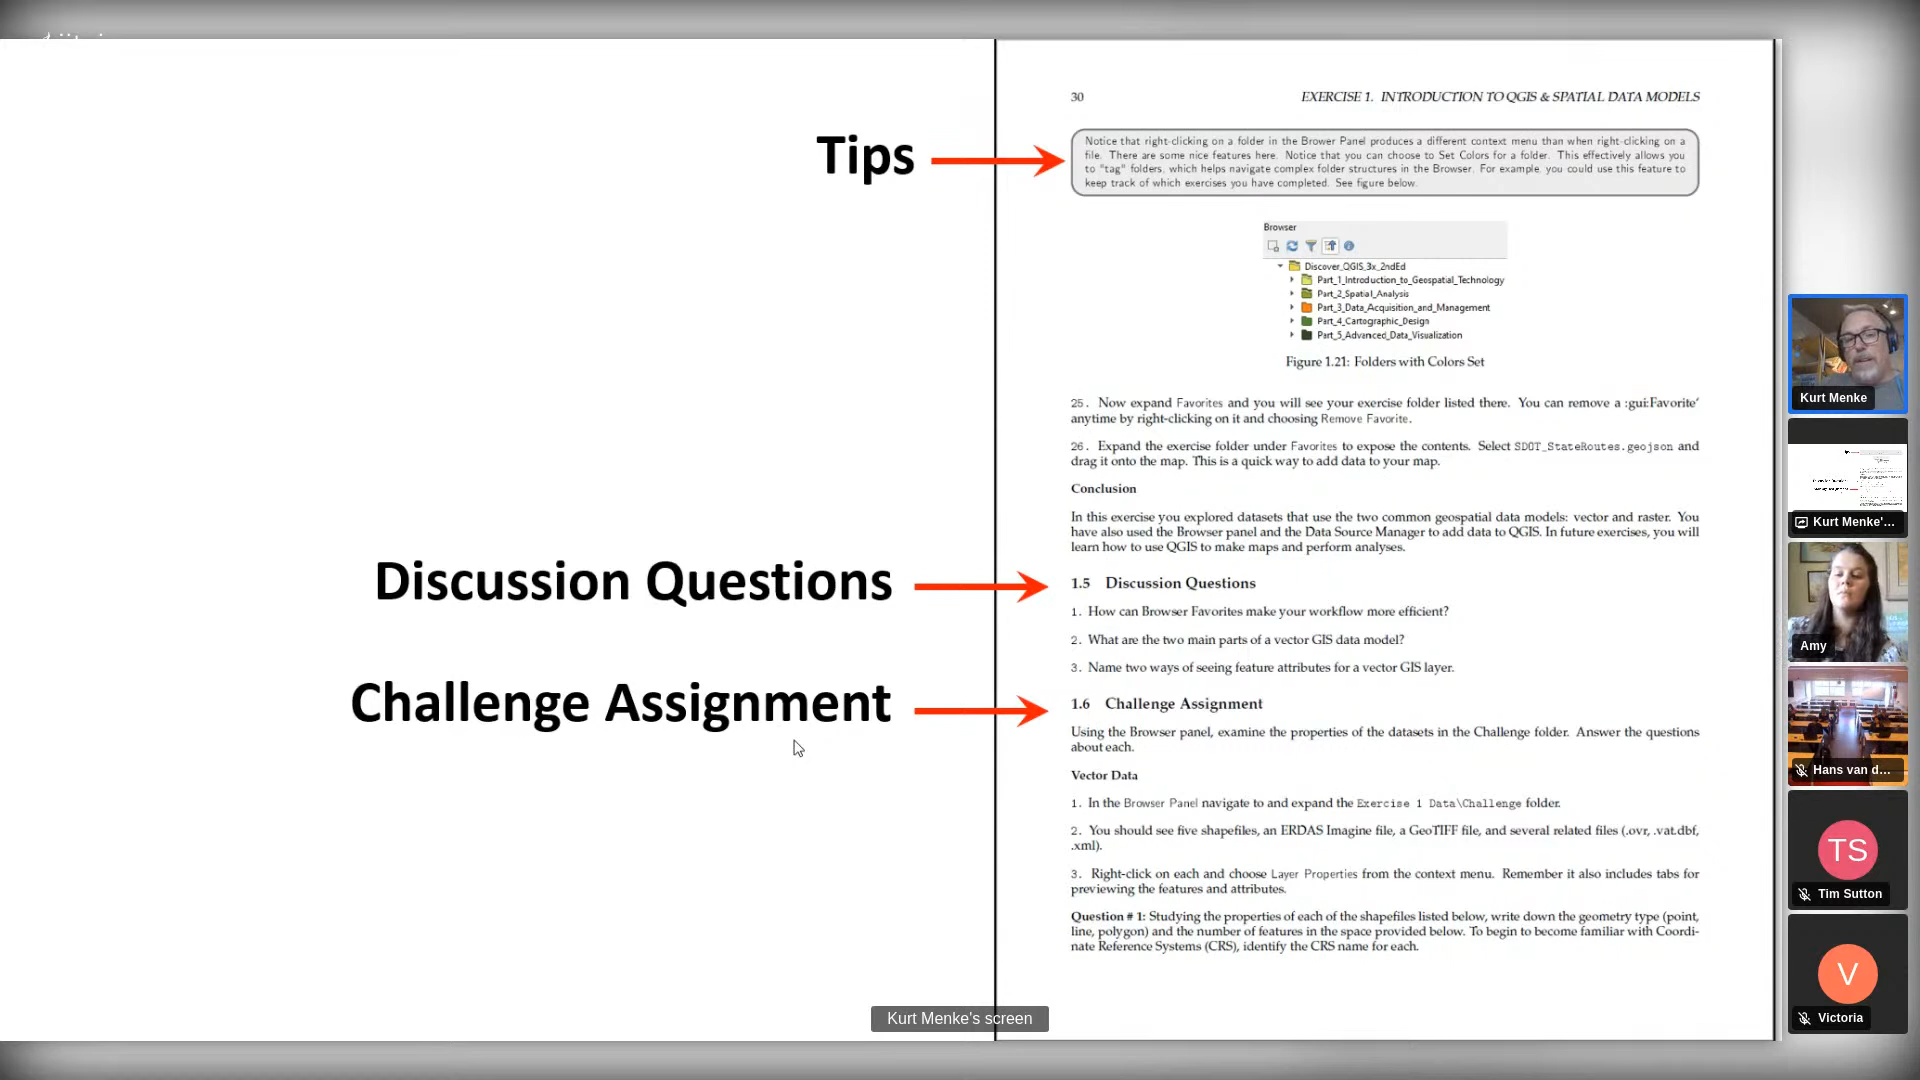 Tips
Discussion Questions
Challenge Assignment
30 EXERCISE 1. INTRODUCTION TO QGIS & SPATIAL DATA MODELS
Notice that right-clicking on a folder in the Brower Panel produces a different context menu than when right-clicking on a
file. There are some nice features here. Notice that you can choose to Set Colors for a folder. This effectively allows you
to "tag" folders, which helps navigate complex folder structures in the Browser. For example, you could use this feature to
keep track of which exercises you have completed. See figure below.
Browser
Discover_QGIS_3x_2ndEd
Part_1_Introduction_to_Geospatial_Technology
Part_2_Spatial_Analysis
Part_3_Data_Acquisition_and_Management
Part_4_Cartographic_Design
Part_5_Advanced_Data_Visualization
Figure 1.21: Folders with Colors Set
25. Now expand Favorites and you will see your exercise folder listed there. You can remove a :gui:Favorite‘
anytime by right-clicking on it and choosing Remove Favorite.
26. Expand the exercise folder under Favorites to expose the contents. Select SDOT_StateRoutes.geojson and
drag it onto the map. This is a quick way to add data to your map.
Conclusion
In this exercise you explored datasets that use the two common geospatial data models: vector and raster. You
have also used the Browser panel and the Data Source Manager to add data to QGIS. In future exercises, you will
learn how to use QGIS to make maps and perform analyses.
1.5 Discussion Questions
1. How can Browser Favorites make your workflow more efficient?
2. What are the two main parts of a vector GIS data model?
3. Name two ways of seeing feature attributes for a vector GIS layer.
1.6 Challenge Assignment
Using the Browser panel, examine the properties of the datasets in the Challenge folder. Answer the questions
about each.
Vector Data
1. In the Browser Panel navigate to and expand the Exercise 1 Data\Challenge folder.
2. You should see five shapefiles, an ERDAS Imagine file, a GeoTIFF file, and several related files (.ovr, .vat.dbf,
.xml).
3. Right-click on each and choose Layer Properties from the context menu. Remember it also includes tabs for
previewing the features and attributes.
Question # 1: Studying the properties of each of the shapefiles listed below, write down the geometry type (point,
line, polygon) and the number of features in the space provided below. To begin to become familiar with Coordi-
nate Reference Systems (CRS), identify the CRS name for each.
Kurt Menke's screen
Kurt Menke
Kurt Menke'...
Amy
Hans van d...
TS
Tim Sutton
V
Victoria